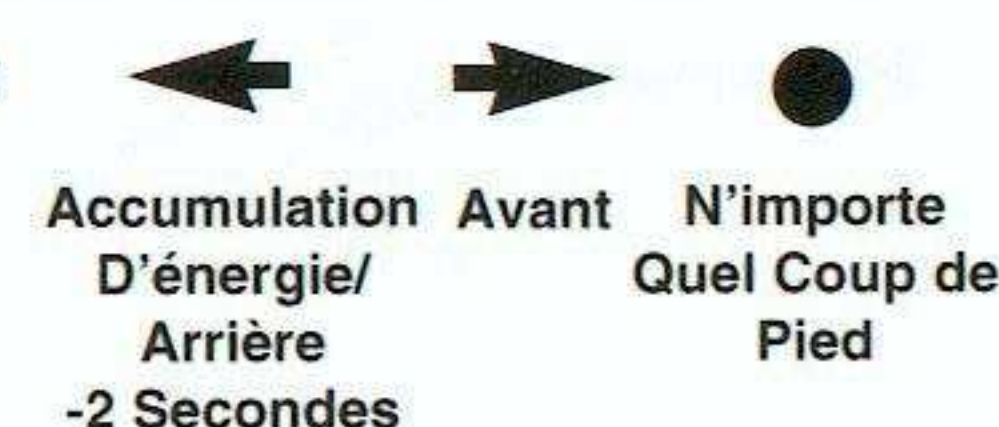 Accumulation
D'énergie/
Arrière
-2 Secondes
Avant
N'importe
Quel Coup de
Pied